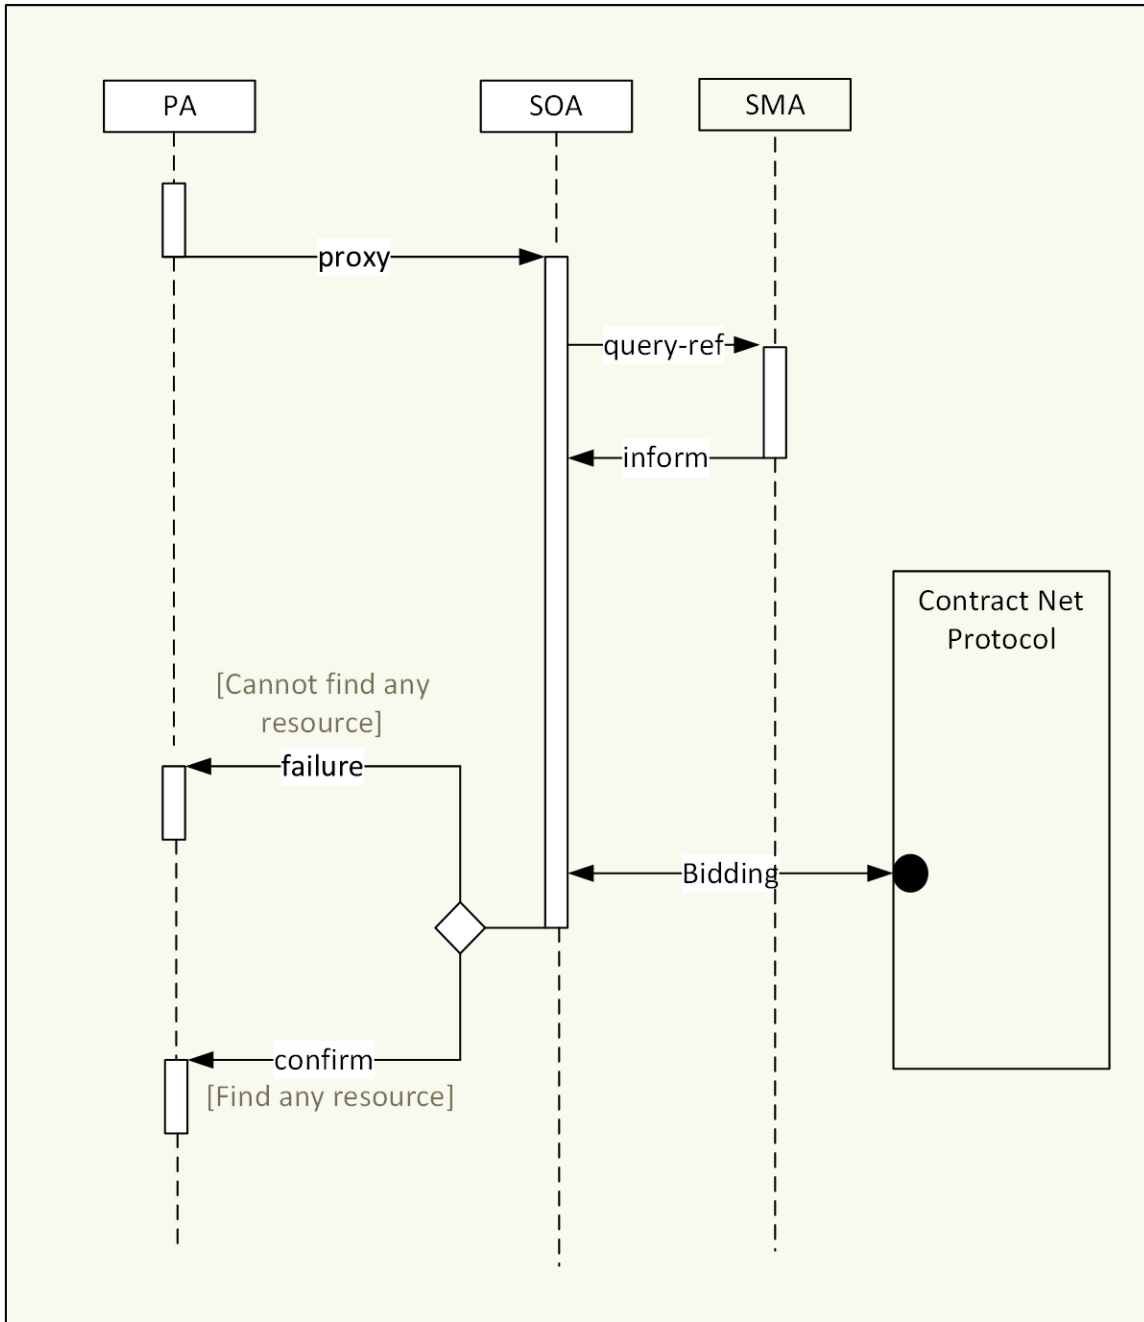 PA
SOA
SMA
proxy
query-ref
inform
Contract Net
Protocol
[Cannot find any
resource]
failure
Bidding
confirm
[Find any resource]